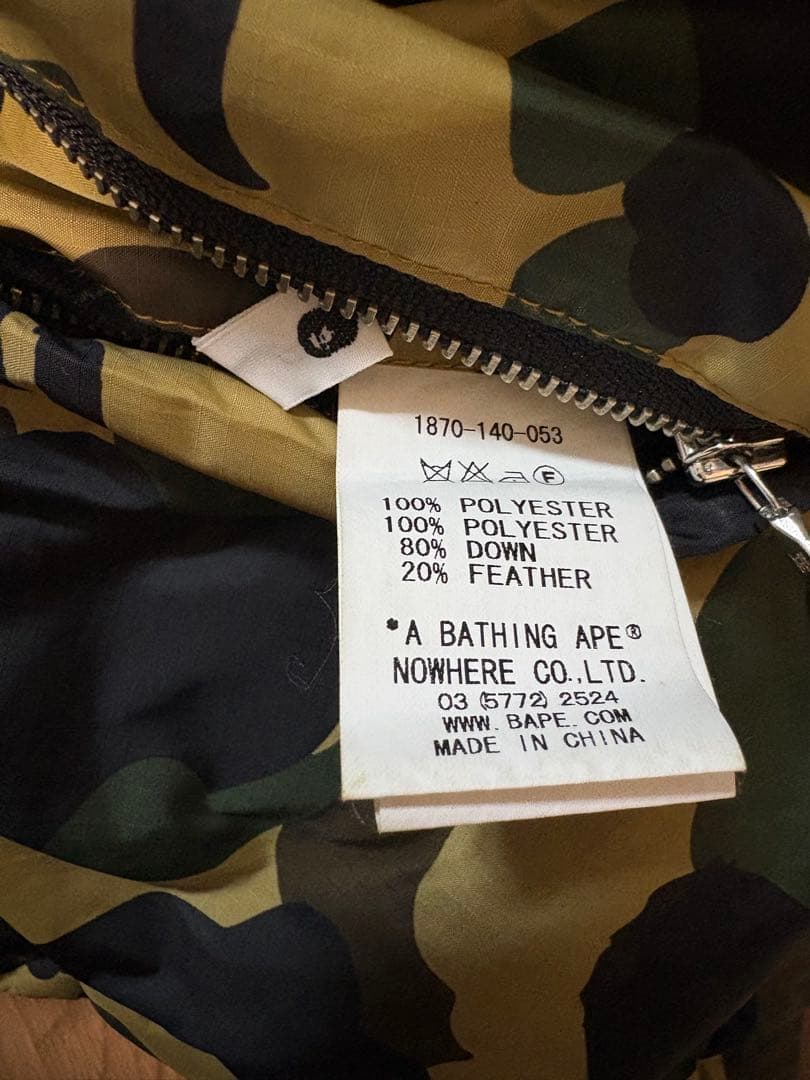 1870-140-053
F
100% POLYESTER
100% POLYESTER
80% DOWN
20% FEATHER
*A BATHING APE®
NOWHERE CO.,LTD.
03 (5772) 2524
WWW. BAPE. COM
MADE IN CHINA